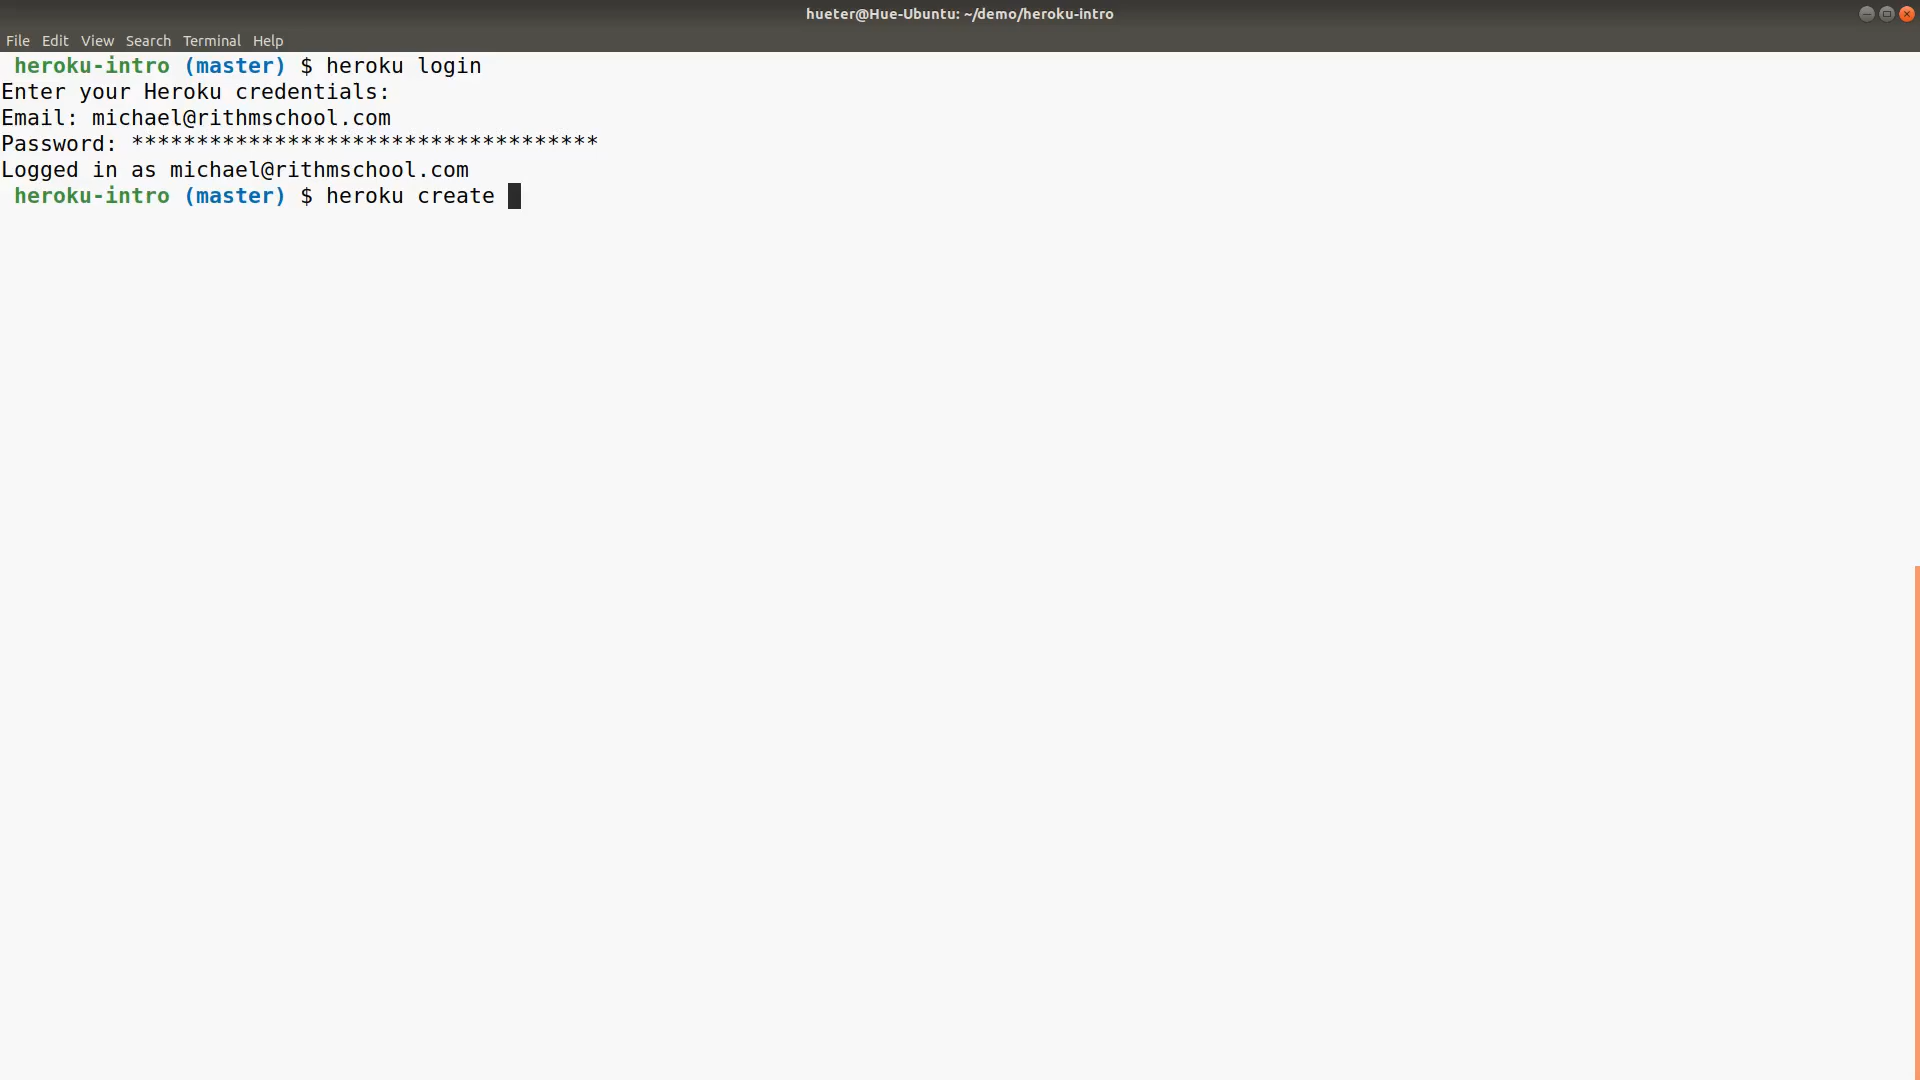 hueter@Hue-Ubuntu: ~/demo/heroku-intro
File Edit View Search Terminal Help
heroku-intro (master) $ heroku login
Enter your Heroku credentials:
Email: michael@rithmschool.com
Password: ************************************
Logged in as michael@rithmschool.com
heroku-intro (master) $ heroku create